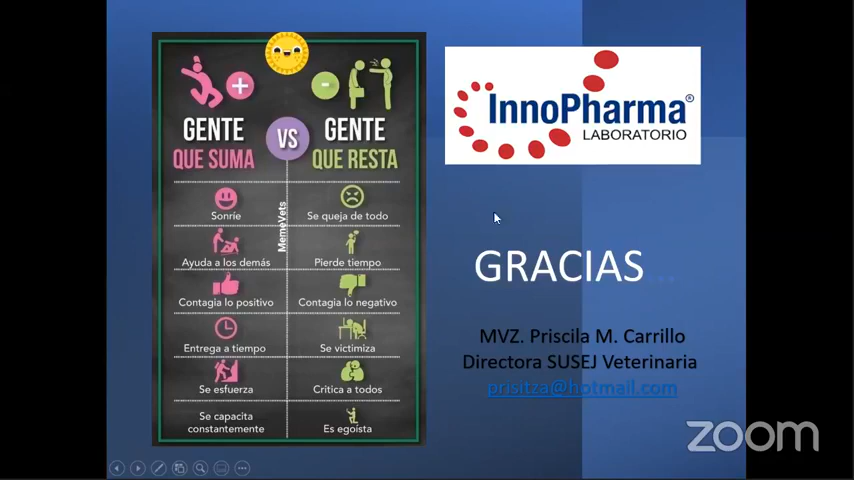 +
-
GENTE
QUE SUMA
VS
GENTE
QUE RESTA
MemeVets
Sonríe
Se queja de todo
Ayuda a los demás
Pierde tiempo
Contagia lo positivo
Contagia lo negativo
Entrega a tiempo
Se victimiza
Se esfuerza
Critica a todos
Se capacita
constantemente
Es egoísta
InnoPharma®
LABORATORIO
GRACIAS...
MVZ. Priscila M. Carrillo
Directora SUSEJ Veterinaria
prisitza@hotmail.com
zoom